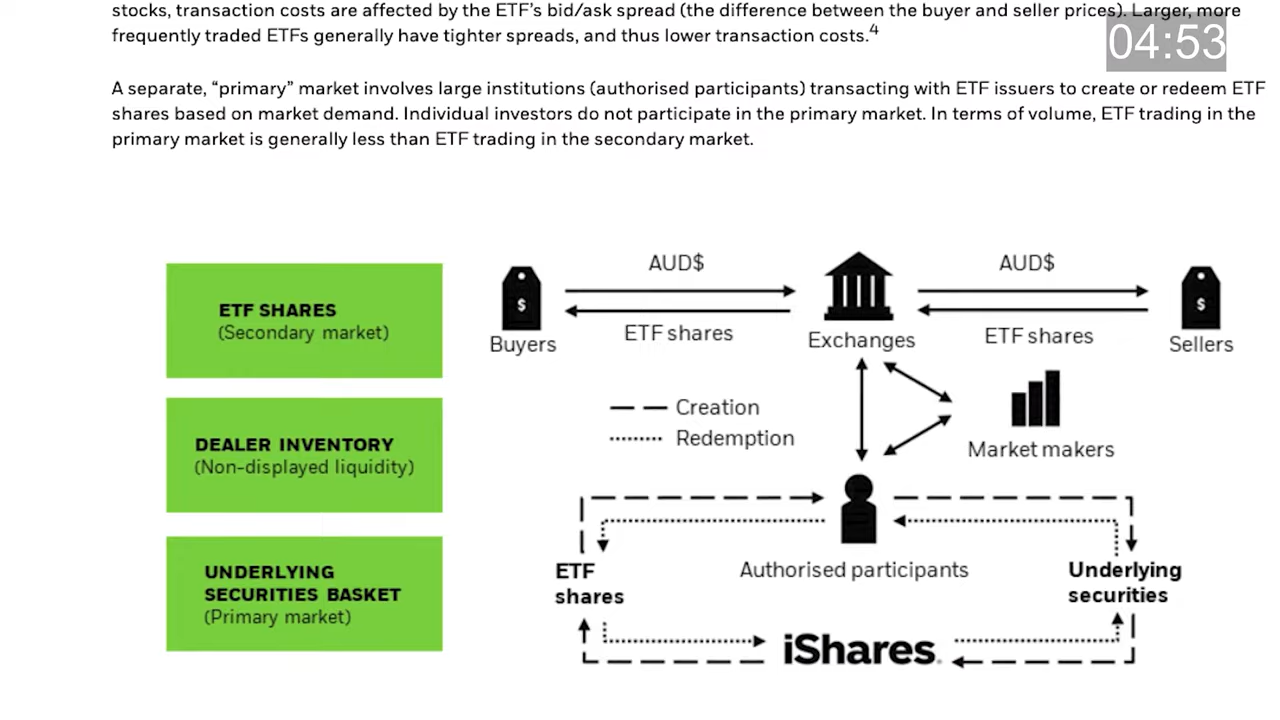 stocks, transaction costs are affected by the ETF's bid/ask spread (the difference between the buyer and seller prices). Larger, more
frequently traded ETFs generally have tighter spreads, and thus lower transaction costs.4
04:53
A separate, “primary” market involves large institutions (authorised participants) transacting with ETF issuers to create or redeem ETF
shares based on market demand. Individual investors do not participate in the primary market. In terms of volume, ETF trading in the
primary market is generally less than ETF trading in the secondary market.
ETF SHARES
(Secondary market)
AUD$
AUD$
$
$
ETF shares
ETF shares
Buyers
Exchanges
Sellers
DEALER INVENTORY
(Non-displayed liquidity)
Creation
Redemption
Market makers
UNDERLYING
SECURITIES BASKET
(Primary market)
ETF
shares
Authorised participants
Underlying
securities
iShares.